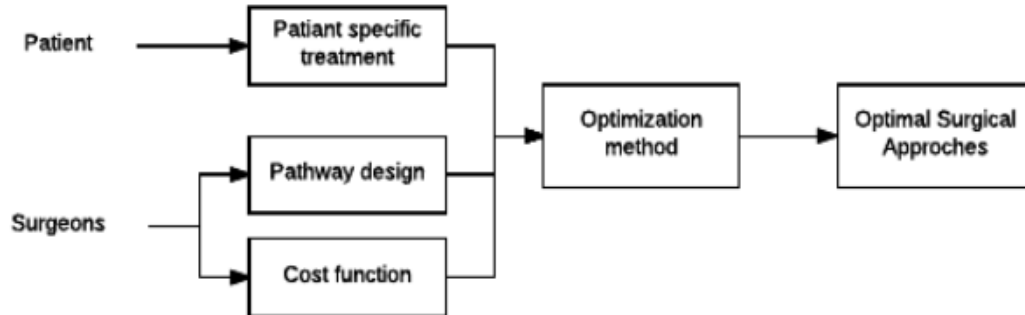 Patient
Patiant specific
treatment
Optimization
method
Optimal Surgical
Approches
Pathway design
Surgeons
Cost function